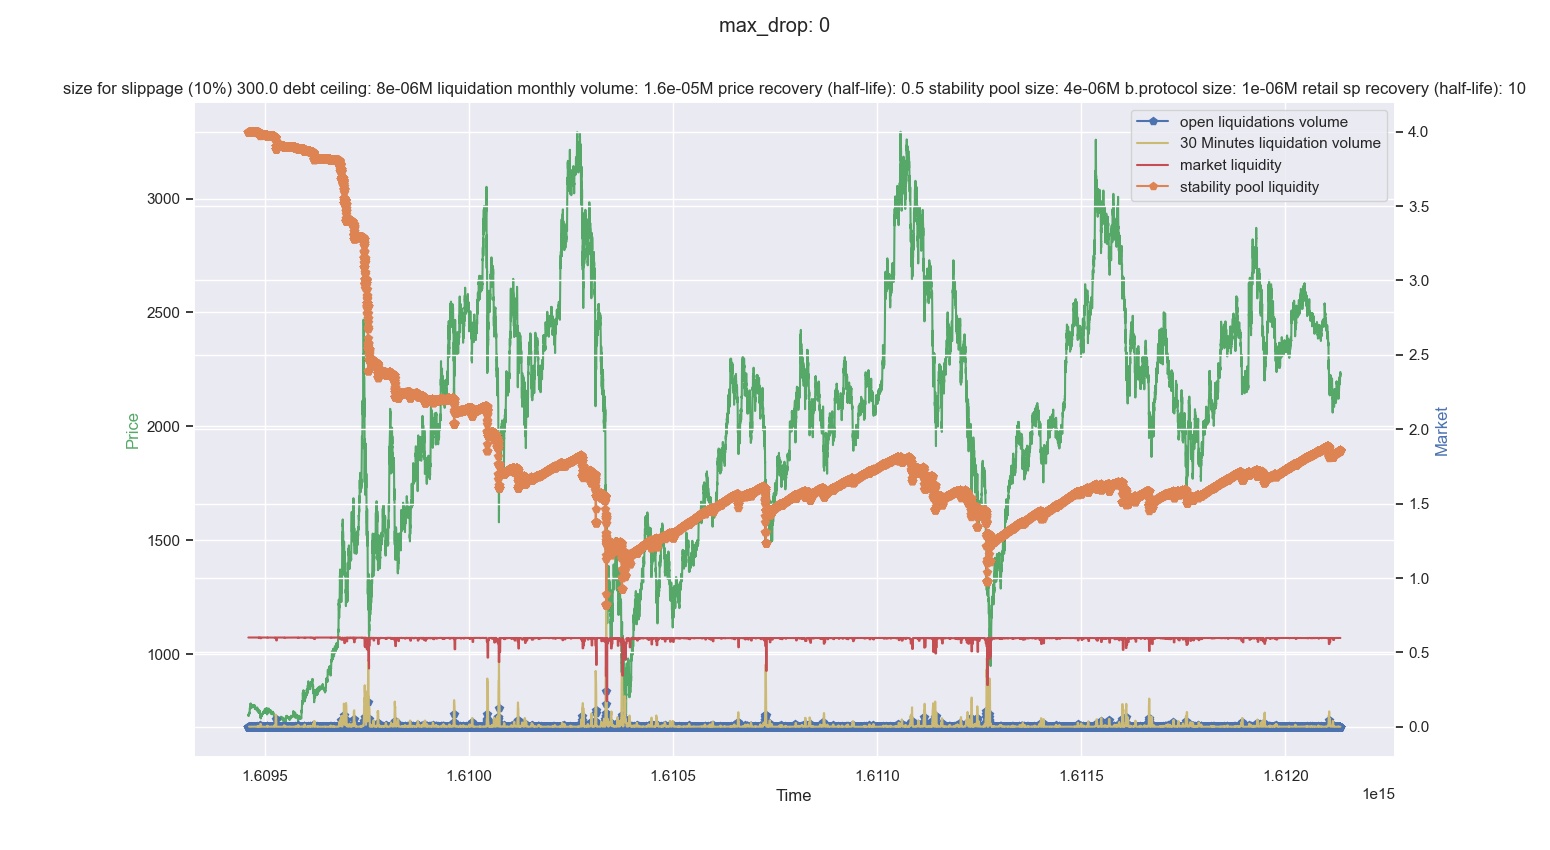 max_drop: 0
size for slippage (10%) 300.0 debt ceiling: 8e-06M liquidation monthly volume: 1.6e-05M price recovery (half-life): 0.5 stability pool size: 4e-06M b.protocol size: 1e-06M retail sp recovery (half-life): 10
open liquidations volume
30 Minutes liquidation volume
market liquidity
stability pool liquidity
3000
2500
2000
1500
1000
Price
4.0
3.5
3.0
2.5
2.0
1.5
1.0
0.5
0.0
Market
1.6095
1.6100
1.6105
1.6110
1.6115
1.6120
1e15
Time